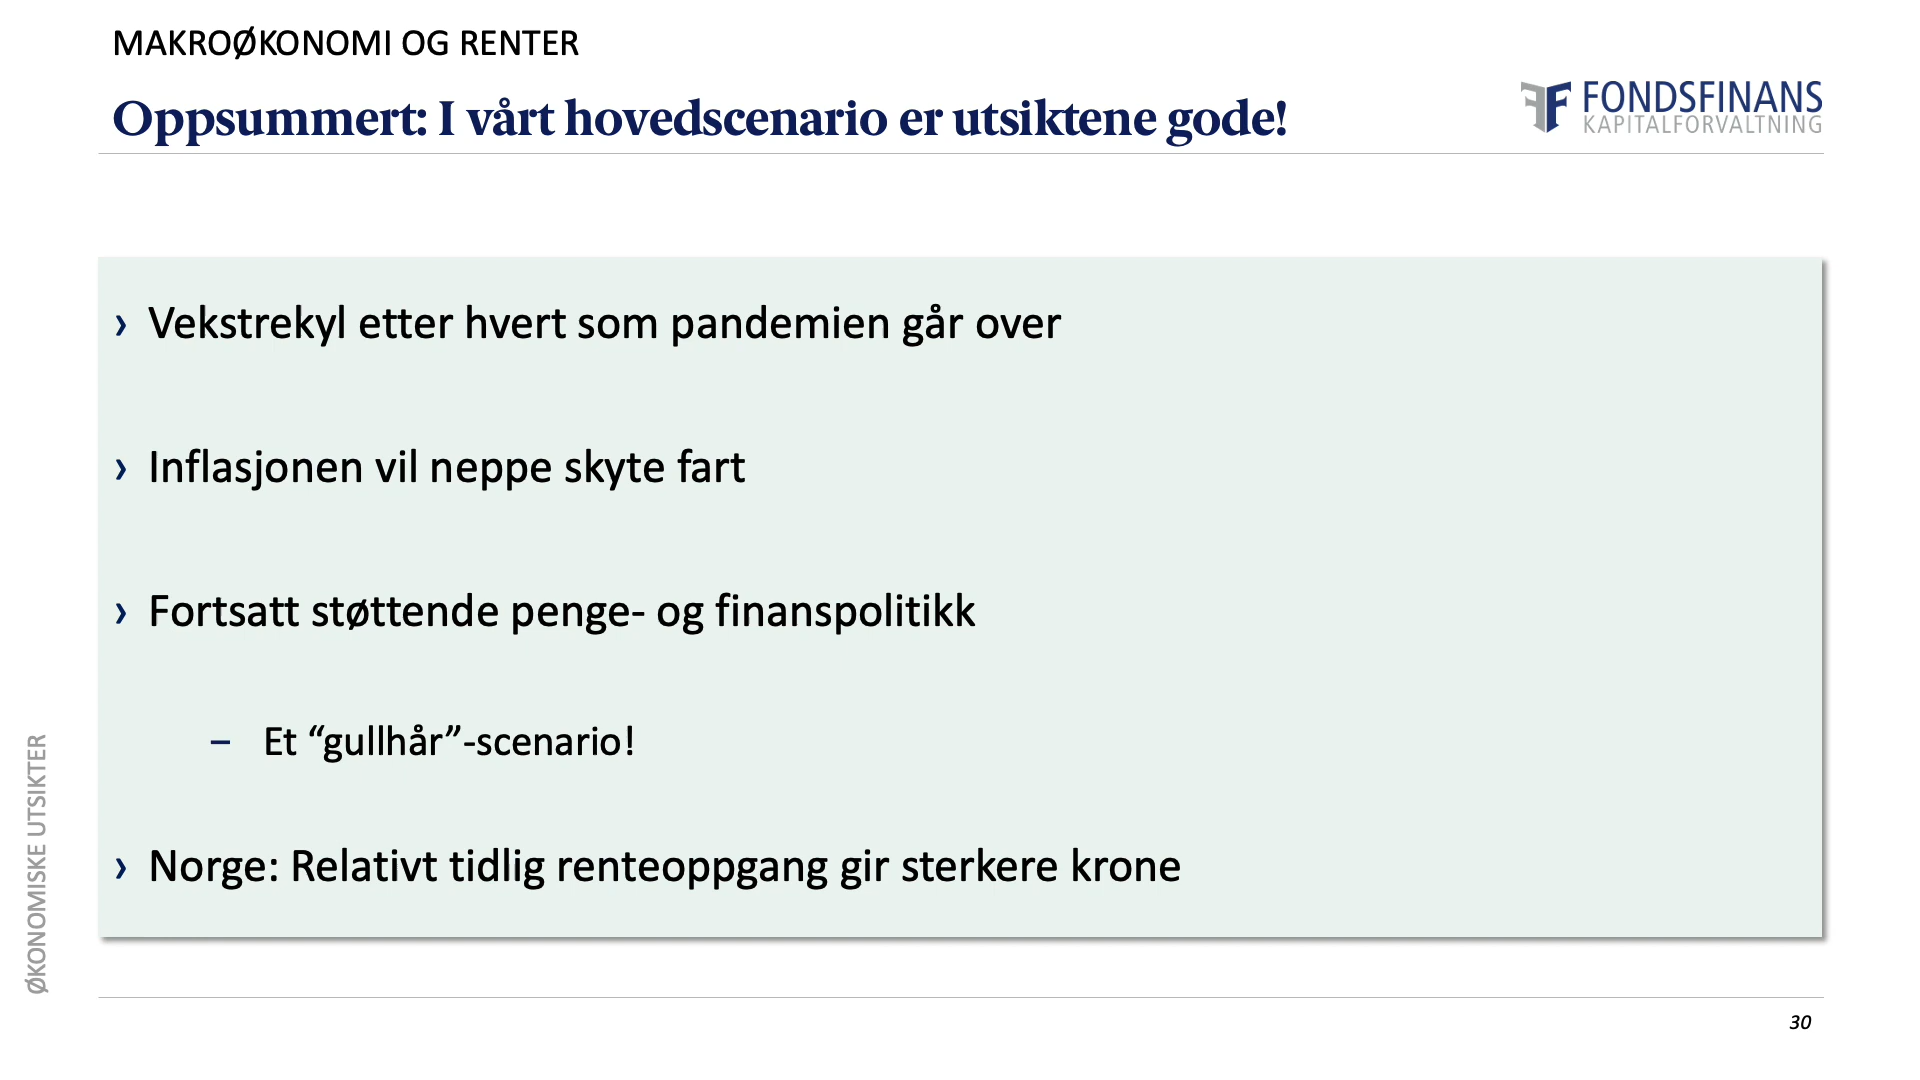 MAKROØKONOMI OG RENTER
Oppsummert: I vårt hovedscenario er utsiktene gode!
FONDSFINANS
KAPITALFORVALTNING
› Vekstrekyl etter hvert som pandemien går over
› Inflasjonen vil neppe skyte fart
› Fortsatt støttende penge- og finanspolitikk
– Et “gullhår”-scenario!
› Norge: Relativt tidlig renteoppgang gir sterkere krone
ØKONOMISKE UTSIKTER
30